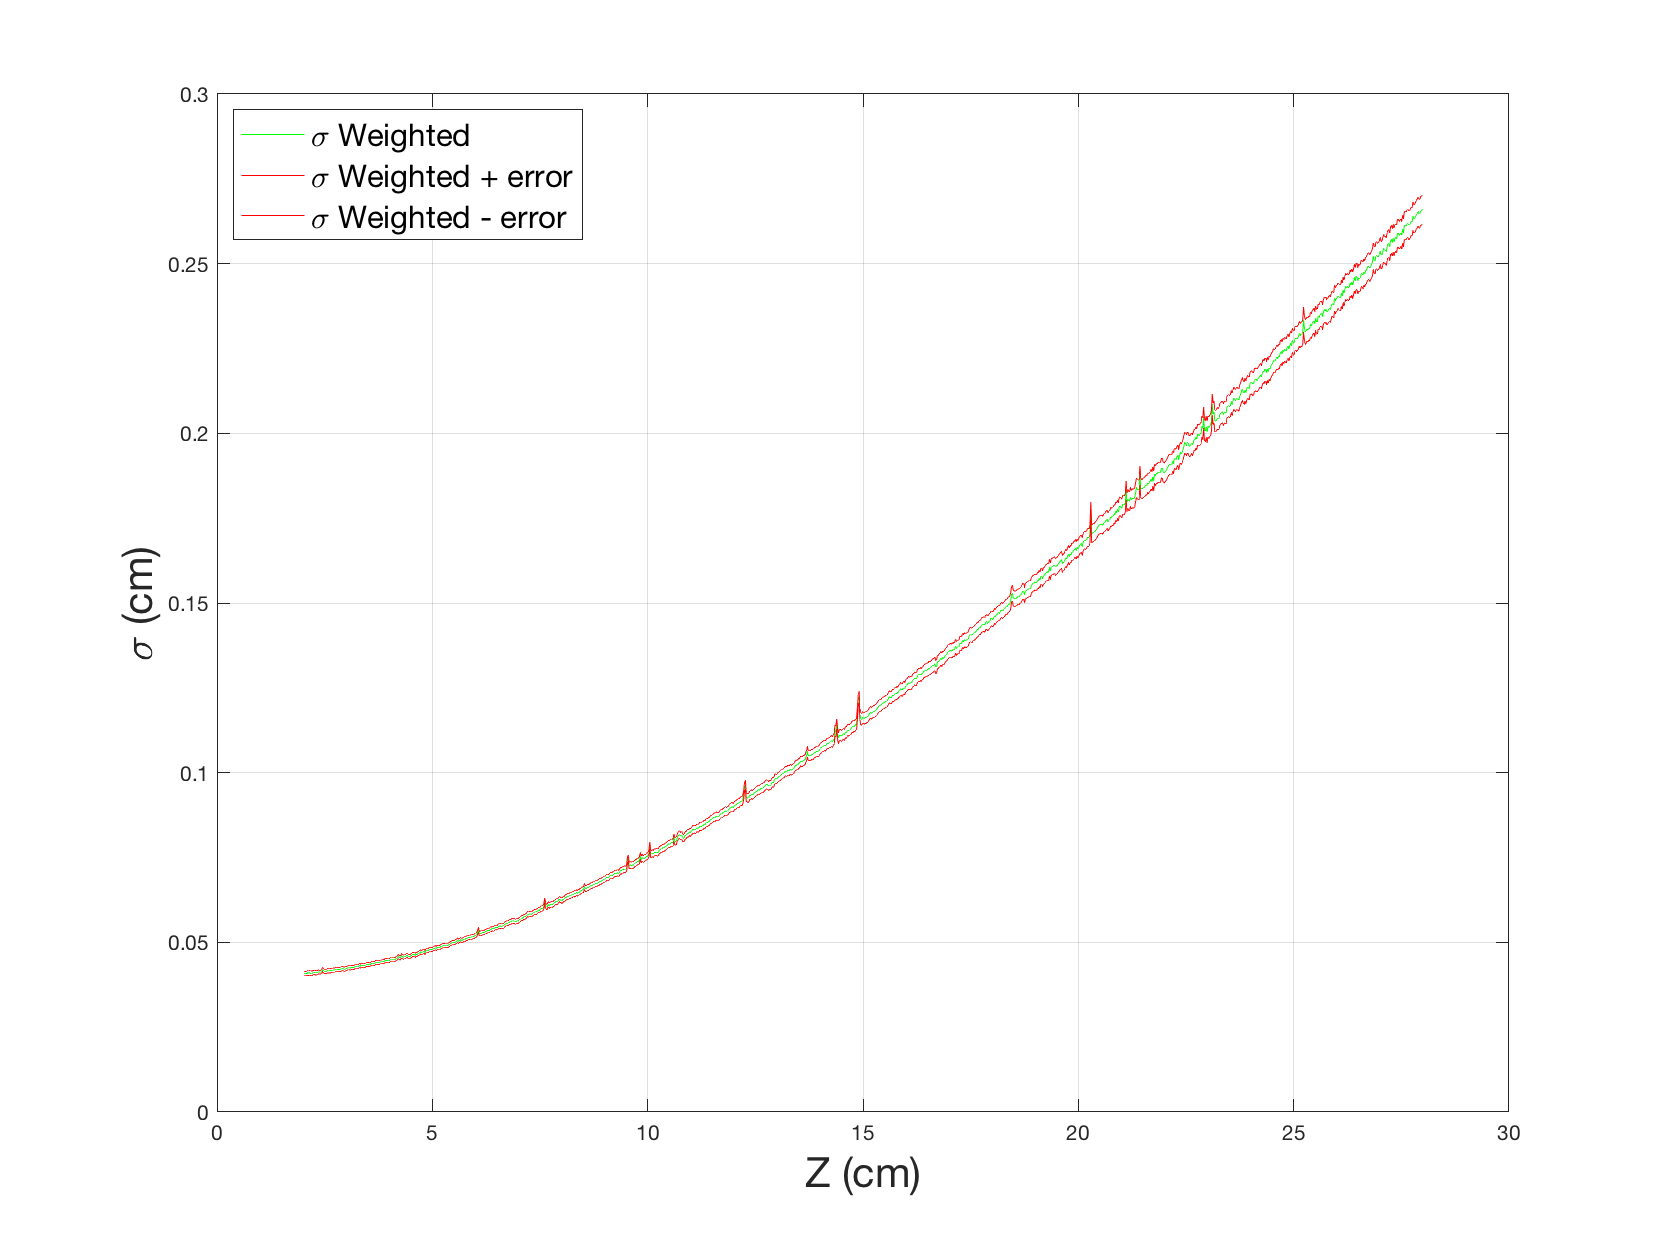 0.3
0.25
0.2
0.15
0.1
0.05
0
σ (cm)
σ Weighted
σ Weighted + error
σ Weighted - error
0 5 10 15 20 25 30
Z (cm)